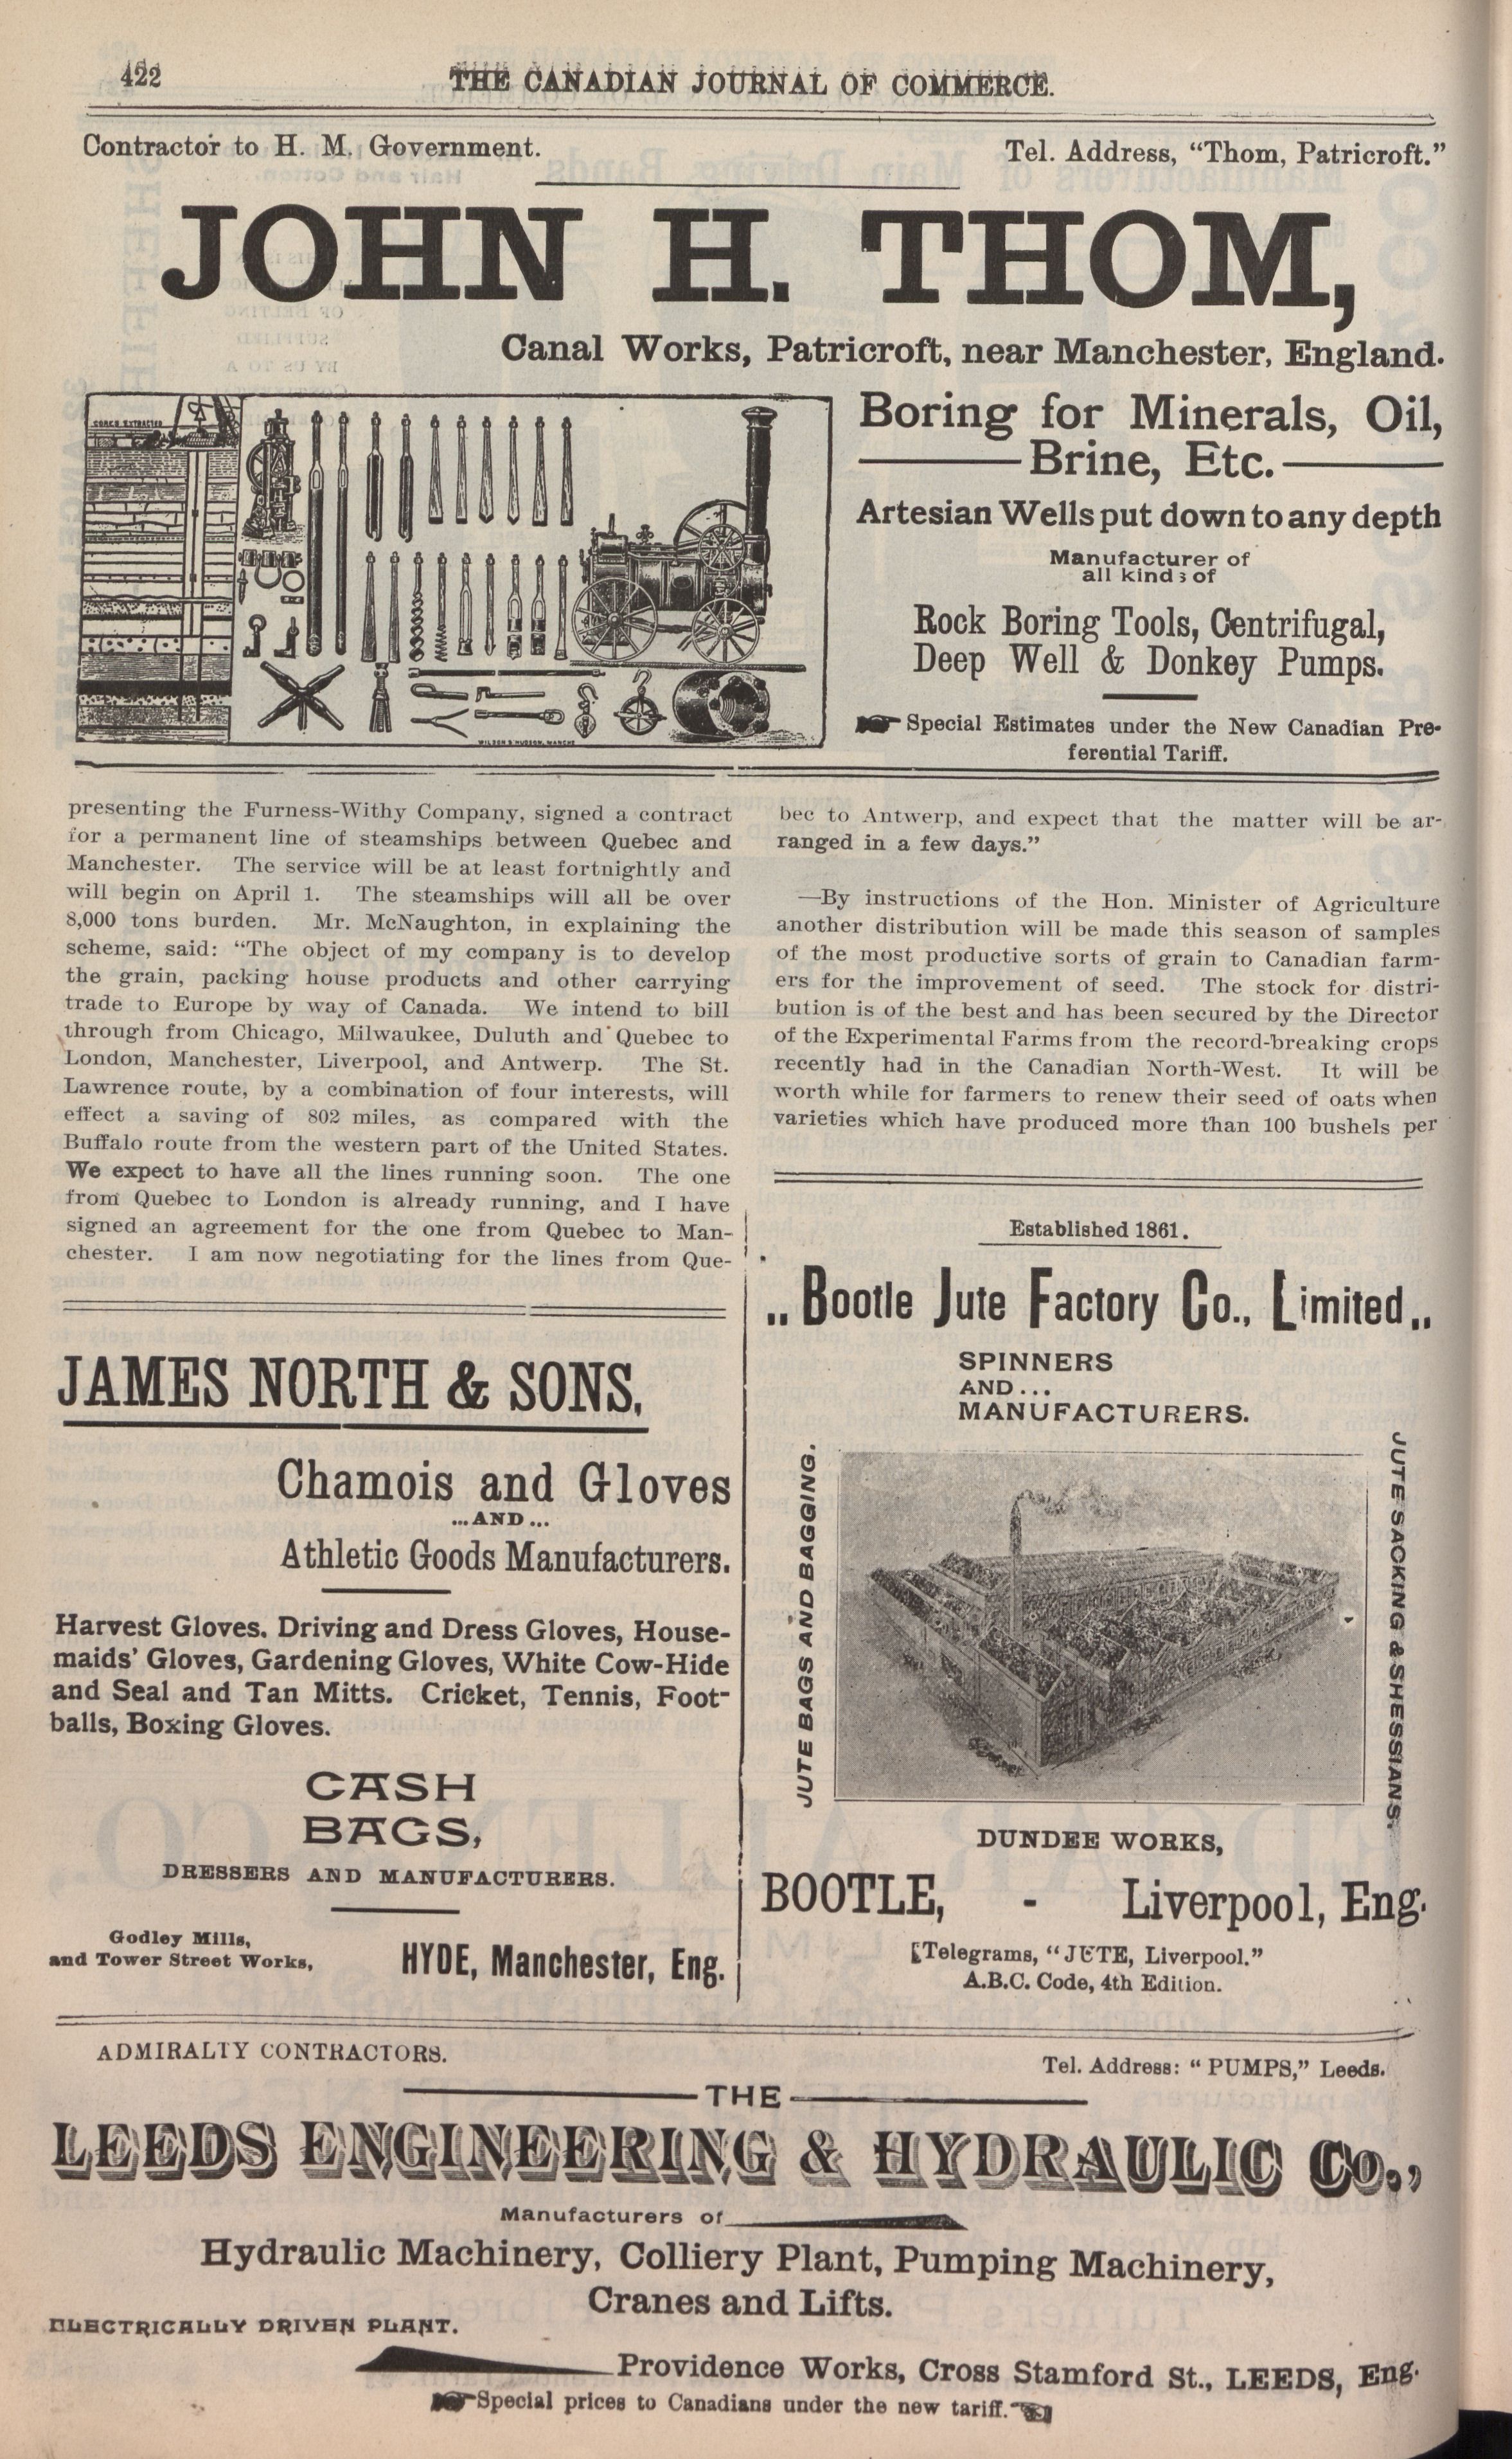 422
THE CANADIAN JOURNAL OF COMMERCE.
Contractor to H. M. Government.
Tel. Address, “Thom, Patricroft.”
JOHN H. THOM,
Canal Works, Patricroft, near Manchester, England.
CORES EXTRACTED
WILSON & HUDSON, MANCHR
Boring for Minerals, Oil,
Brine, Etc.
Artesian Wells put down to any depth
Manufacturer of
all kinds of
Rock Boring Tools, Centrifugal,
Deep Well & Donkey Pumps.
Special Estimates under the New Canadian Pre-
ferential Tariff.
presenting the Furness-Withy Company, signed a contract
for a permanent line of steamships between Quebec and
Manchester. The service will be at least fortnightly and
will begin on April 1. The steamships will all be over
8,000 tons burden. Mr. McNaughton, in explaining the
scheme, said: “The object of my company is to develop
the grain, packing house products and other carrying
trade to Europe by way of Canada. We intend to bill
through from Chicago, Milwaukee, Duluth and Quebec to
London, Manchester, Liverpool, and Antwerp. The St.
Lawrence route, by a combination of four interests, will
effect a saving of 802 miles, as compared with the
Buffalo route from the western part of the United States.
We expect to have all the lines running soon. The one
from Quebec to London is already running, and I have
signed an agreement for the one from Quebec to Man-
chester. I am now negotiating for the lines from Que-
bec to Antwerp, and expect that the matter will be ar-
ranged in a few days.”
—By instructions of the Hon. Minister of Agriculture
another distribution will be made this season of samples
of the most productive sorts of grain to Canadian farm-
ers for the improvement of seed. The stock for distri-
bution is of the best and has been secured by the Director
of the Experimental Farms from the record-breaking crops
recently had in the Canadian North-West. It will be
worth while for farmers to renew their seed of oats when
varieties which have produced more than 100 bushels per
JAMES NORTH & SONS,
Chamois and Gloves
...AND...
Athletic Goods Manufacturers.
Harvest Gloves. Driving and Dress Gloves, House-
maids’ Gloves, Gardening Gloves, White Cow-Hide
and Seal and Tan Mitts. Cricket, Tennis, Foot-
balls, Boxing Gloves.
CASH
BAGS,
DRESSERS AND MANUFACTURERS.
Godley Mills,
and Tower Street Works,
HYDE, Manchester, Eng.
Established 1861.
„ Bootle Jute Factory Co., Limited „
SPINNERS
AND...
MANUFACTURERS.
JUTE BAGS AND BAGGING.
JUTE SACKING & SHESSIANS.
DUNDEE WORKS,
BOOTLE, - Liverpool, Eng.
Telegrams, “JUTE, Liverpool.”
A.B.C. Code, 4th Edition.
ADMIRALTY CONTRACTORS.
Tel. Address: “PUMPS,” Leeds.
THE
LEEDS ENGINEERING & HYDRAULIC Co.,
Manufacturers of
Hydraulic Machinery, Colliery Plant, Pumping Machinery,
Cranes and Lifts.
ELECTRICALLY DRIVEN PLANT.
Providence Works, Cross Stamford St., LEEDS, Eng.
Special prices to Canadians under the new tariff.